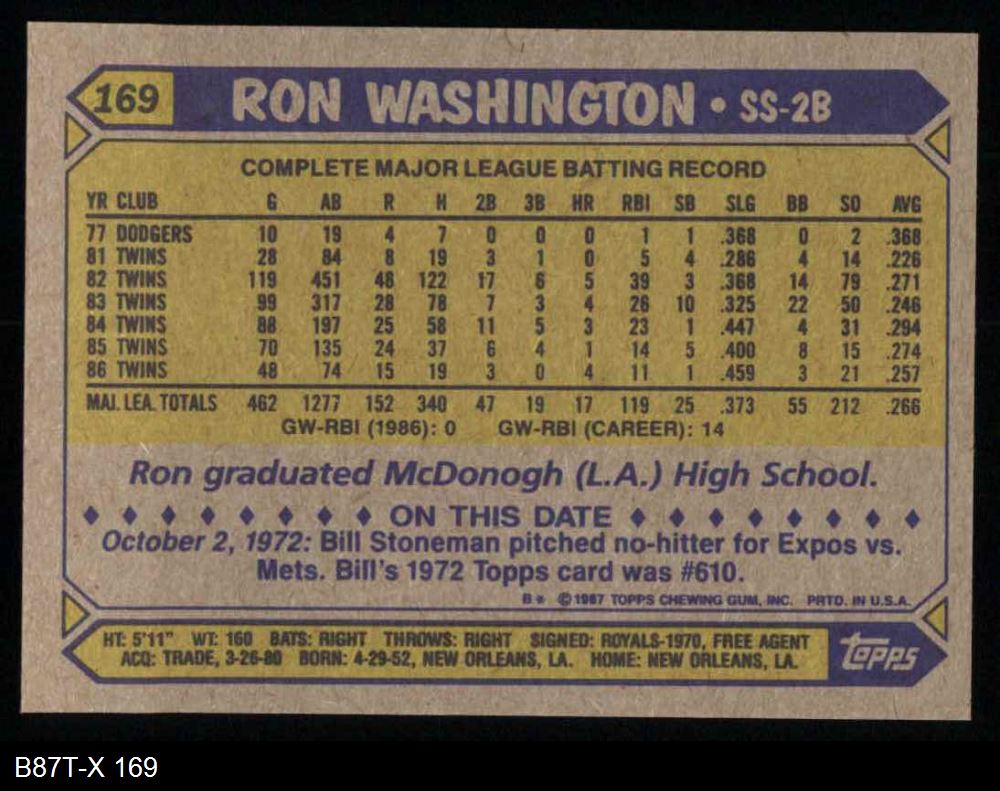 169 RON WASHINGTON • SS-2B
COMPLETE MAJOR LEAGUE BATTING RECORD
YR CLUB G AB R H 2B 3B HR RBI SB SLG BB SO AVG
77 DODGERS 10 19 4 7 0 0 0 1 1 .368 0 2 .368
81 TWINS 28 84 8 19 3 1 0 5 4 .286 4 14 .226
82 TWINS 119 451 48 122 17 6 5 39 3 .368 14 79 .271
83 TWINS 99 317 28 78 7 3 4 26 10 .325 22 50 .246
84 TWINS 88 197 25 58 11 5 3 23 1 .447 4 31 .294
85 TWINS 70 135 24 37 6 4 1 14 5 .400 8 15 .274
86 TWINS 48 74 15 19 3 0 4 11 1 .459 3 21 .257
MAJ. LEA. TOTALS 462 1277 152 340 47 19 17 119 25 .373 55 212 .266
GW-RBI (1986): 0 GW-RBI (CAREER): 14
Ron graduated McDonogh (L.A.) High School.
ON THIS DATE
October 2, 1972: Bill Stoneman pitched no-hitter for Expos vs.
Mets. Bill's 1972 Topps card was #610.
B* ©1987 TOPPS CHEWING GUM, INC. PRTD. IN U.S.A.
HT: 5'11" WT: 160 BATS: RIGHT THROWS: RIGHT SIGNED: ROYALS-1970, FREE AGENT
ACQ: TRADE, 3-26-80 BORN: 4-29-52, NEW ORLEANS, LA. HOME: NEW ORLEANS, LA.
topps
B87T-X 169